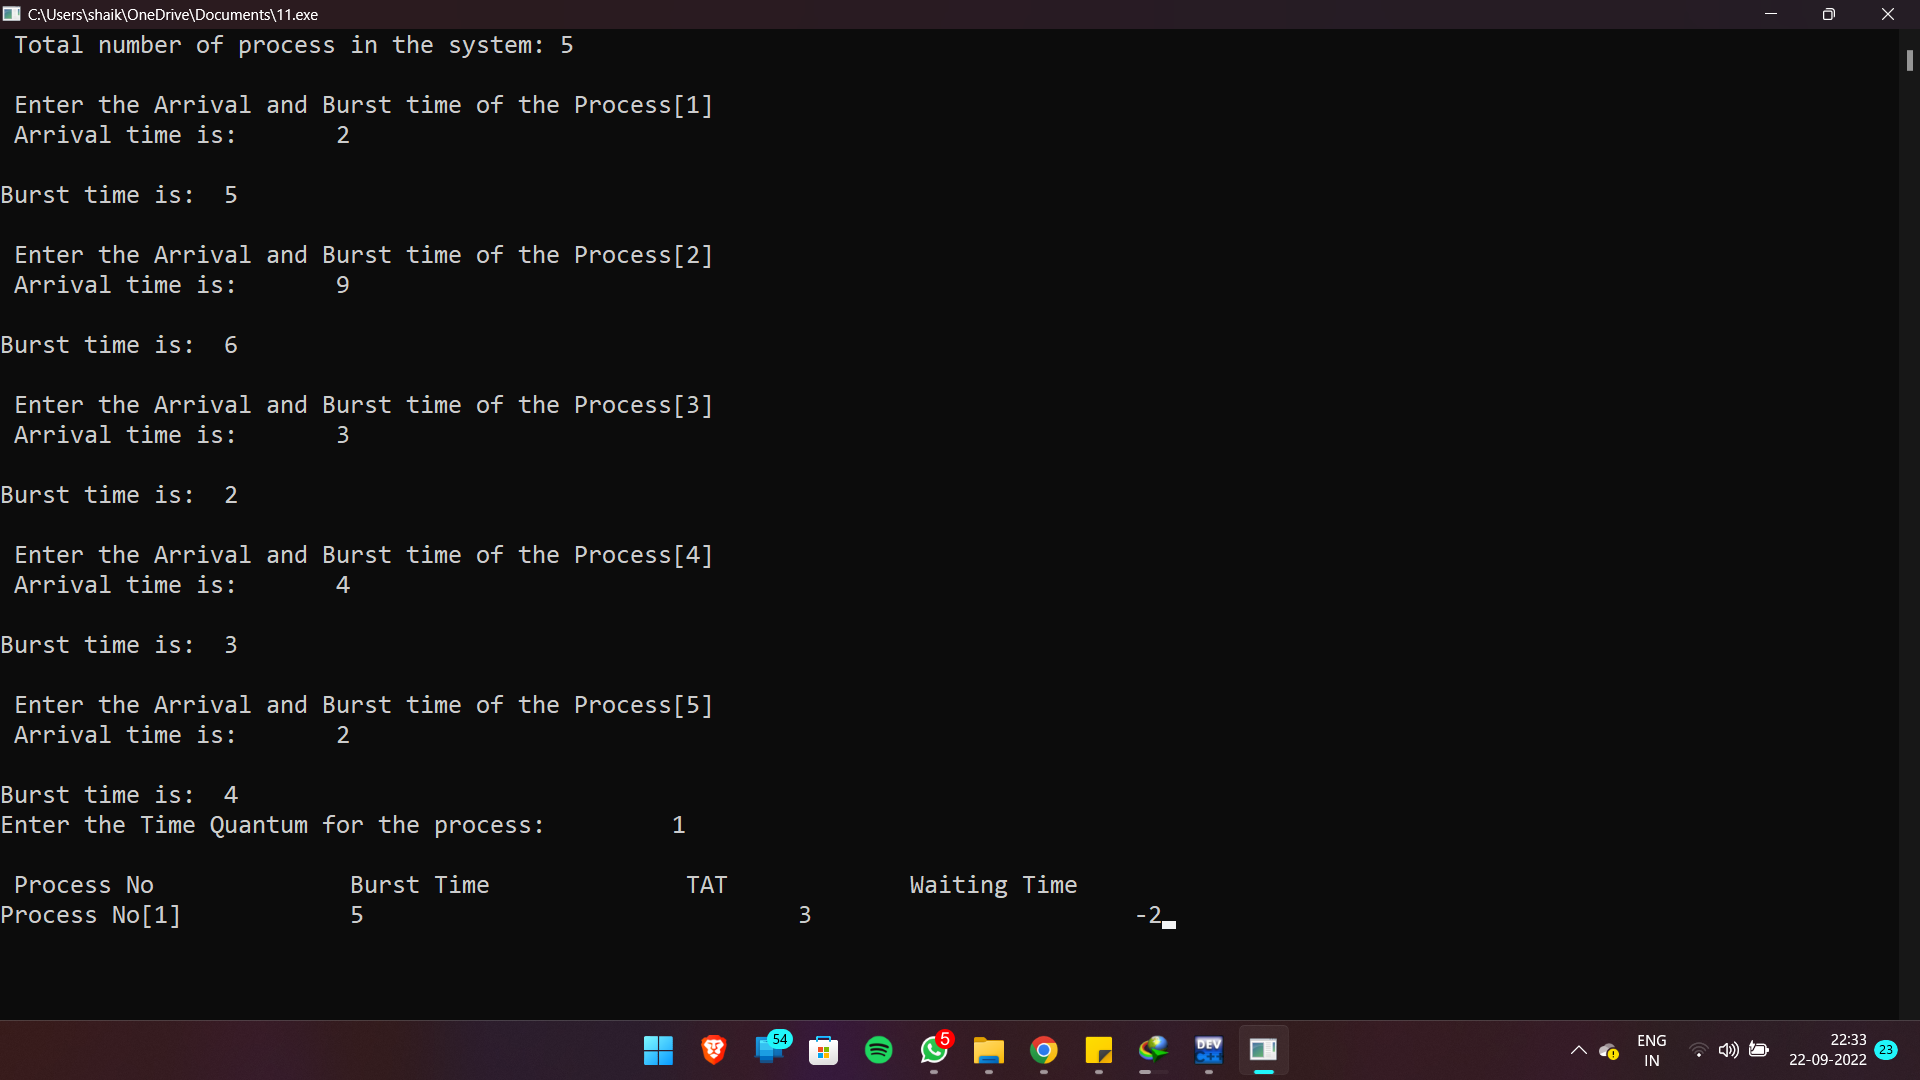 C:\Users\shaik\OneDrive\Documents\11.exe
Total number of process in the system: 5
Enter the Arrival and Burst time of the Process[1]
Arrival time is: 2
Burst time is: 5
Enter the Arrival and Burst time of the Process[2]
Arrival time is: 9
Burst time is: 6
Enter the Arrival and Burst time of the Process[3]
Arrival time is: 3
Burst time is: 2
Enter the Arrival and Burst time of the Process[4]
Arrival time is: 4
Burst time is: 3
Enter the Arrival and Burst time of the Process[5]
Arrival time is: 2
Burst time is: 4
Enter the Time Quantum for the process: 1
Process No Burst Time TAT Waiting Time
Process No[1] 5 3 -2
54
5
DEV
C++
ENG
IN
22:33
22-09-2022
23